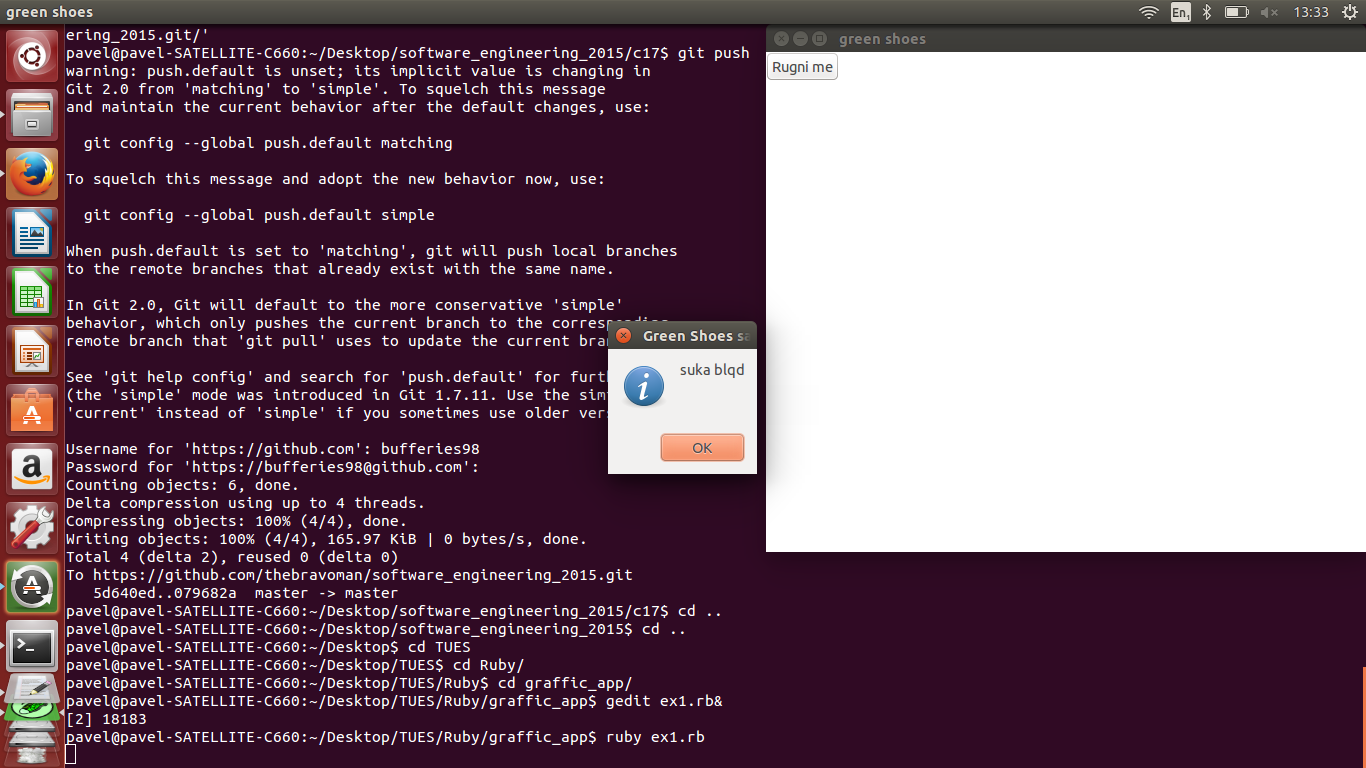 green shoes
En1
13:33
ering_2015.git/'
pavel@pavel-SATELLITE-C660:~/Desktop/software_engineering_2015/c17$ git push
warning: push.default is unset; its implicit value is changing in
Git 2.0 from 'matching' to 'simple'. To squelch this message
and maintain the current behavior after the default changes, use:
git config --global push.default matching
To squelch this message and adopt the new behavior now, use:
git config --global push.default simple
When push.default is set to 'matching', git will push local branches
to the remote branches that already exist with the same name.
In Git 2.0, Git will default to the more conservative 'simple'
behavior, which only pushes the current branch to the corresponding
remote branch that 'git pull' uses to update the current
See 'git help config' and search for 'push.default' for
(the 'simple' mode was introduced in Git 1.7.11. Use the
'current' instead of 'simple' if you sometimes use older
Username for 'https://github.com': bufferies98
Password for 'https://bufferies98@github.com':
Counting objects: 6, done.
Delta compression using up to 4 threads.
Compressing objects: 100% (4/4), done.
Writing objects: 100% (4/4), 165.97 KiB | 0 bytes/s, done.
Total 4 (delta 2), reused 0 (delta 0)
To https://github.com/thebravoman/software_engineering_2015.git
5d640ed..079682a  master -> master
pavel@pavel-SATELLITE-C660:~/Desktop/software_engineering_2015/c17$ cd ..
pavel@pavel-SATELLITE-C660:~/Desktop/software_engineering_2015$ cd ..
pavel@pavel-SATELLITE-C660:~/Desktop$ cd TUES
pavel@pavel-SATELLITE-C660:~/Desktop/TUES$ cd Ruby/
pavel@pavel-SATELLITE-C660:~/Desktop/TUES/Ruby$ cd graffic_app/
pavel@pavel-SATELLITE-C660:~/Desktop/TUES/Ruby/graffic_app$ gedit ex1.rb&
[2] 18183
pavel@pavel-SATELLITE-C660:~/Desktop/TUES/Ruby/graffic_app$ ruby ex1.rb
green shoes
Rugni me
Green Shoes
suka blqd
OK